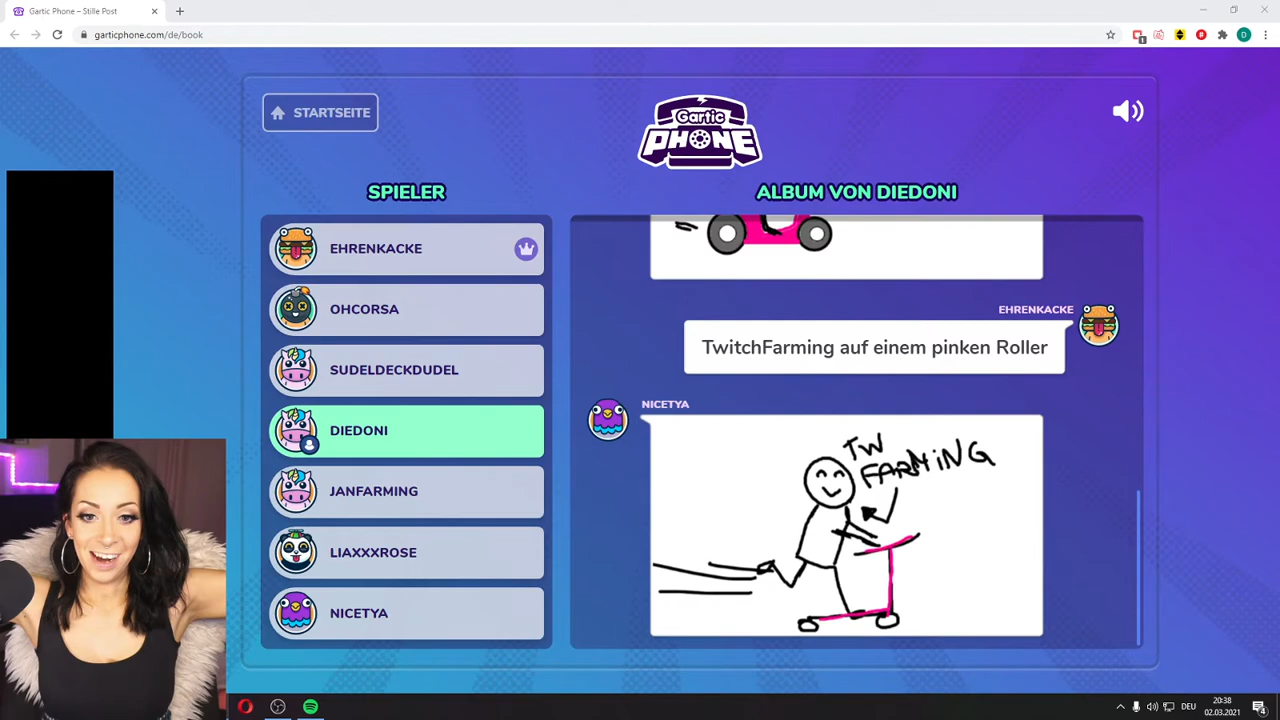 Gartic Phone – Stille Post
garticphone.com/de/book
STARTSEITE
Gartic
PHONE
SPIELER
ALBUM VON DIEDONI
EHRENKACKE
OHCORSA
SUDELDECKDUDEL
DIEDONI
JANFARMING
LIAXXXROSE
NICETYA
EHRENKACKE
TwitchFarming auf einem pinken Roller
NICETYA
TW
FARMING
DEU
20:38
02.03.2021